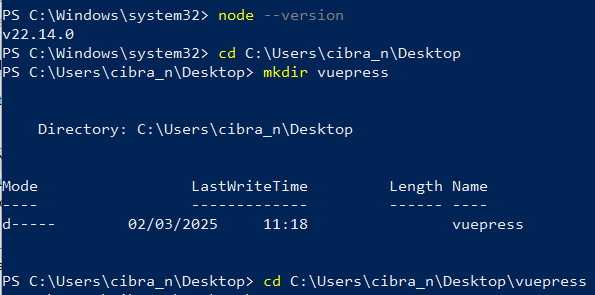 PS C:\Windows\system32> node --version
v22.14.0
PS C:\Windows\system32> cd C:\Users\cibra_n\Desktop
PS C:\Users\cibra_n\Desktop> mkdir vuepress
Directory: C:\Users\cibra_n\Desktop
Mode LastWriteTime Length Name
---- ------------- ------ ----
d----- 02/03/2025 11:18 vuepress
PS C:\Users\cibra_n\Desktop> cd C:\Users\cibra_n\Desktop\vuepress